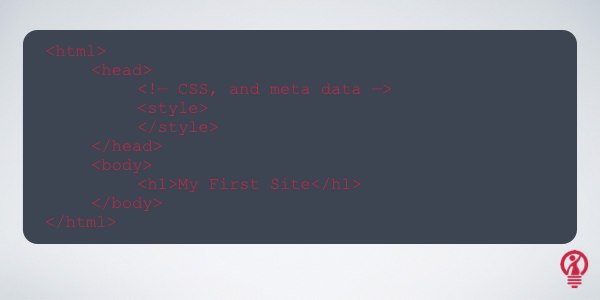 <html>
<head>
<!— CSS, and meta data —>
<style>
</style>
</head>
<body>
<h1>My First Site</h1>
</body>
</html>